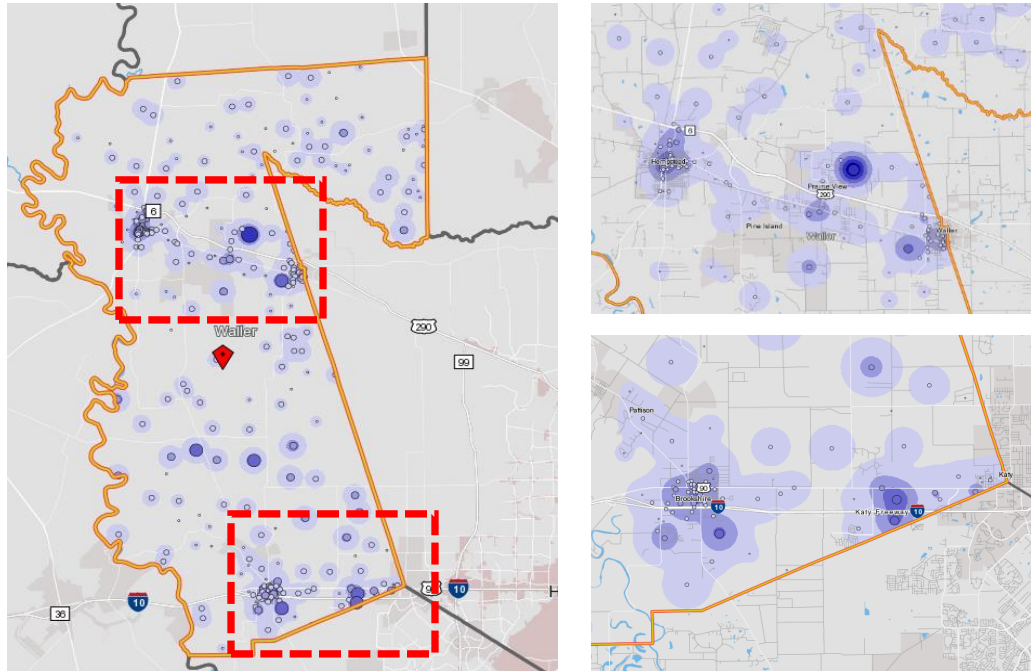 6
Waller
290
99
36
10
10
H
6
Hempstead
Prairie View
290
Pine Island
Waller
Waller
Pattison
90
Brookshire
10
Katy Freeway
10
Katy